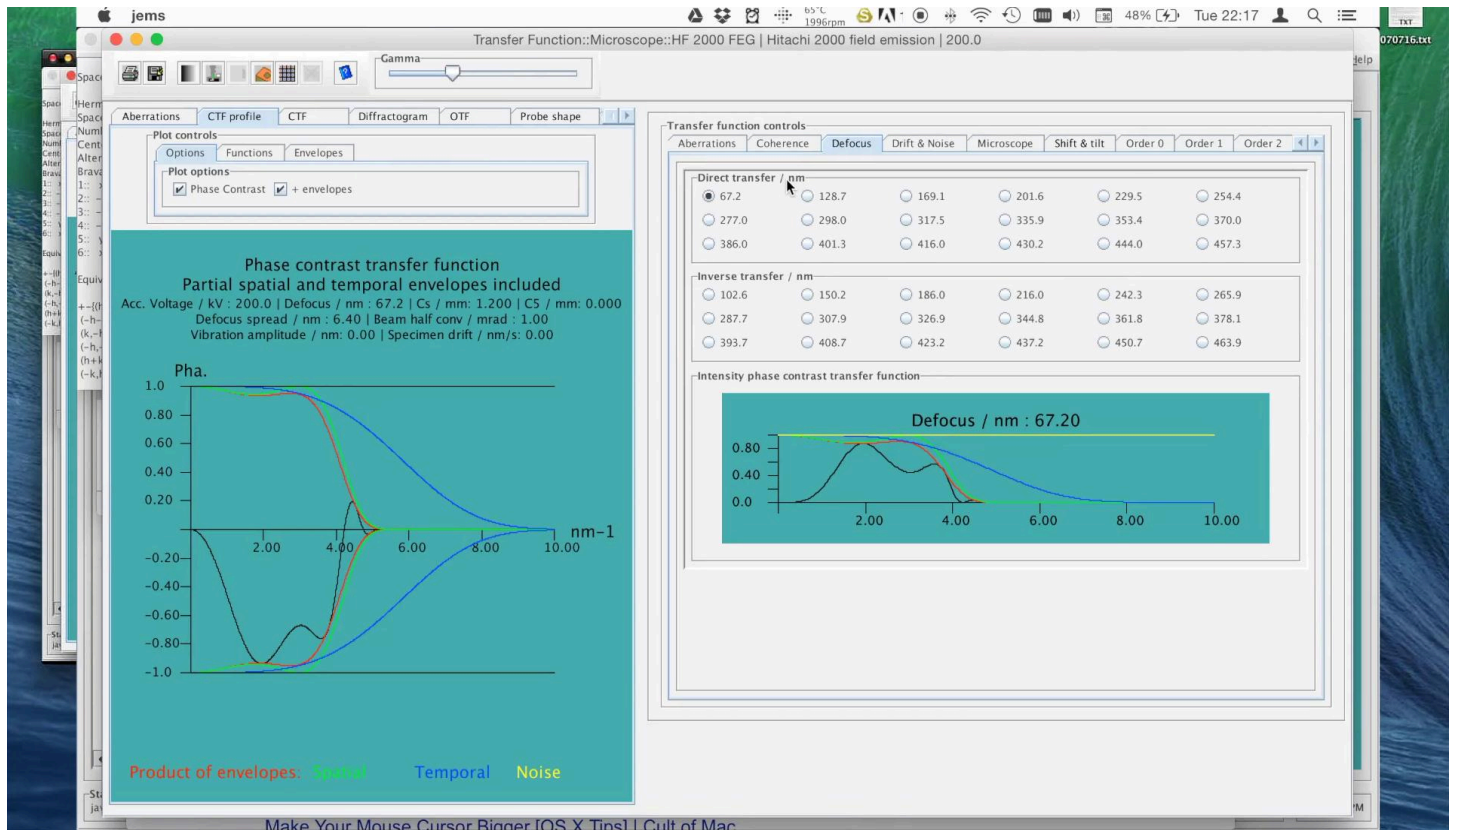 jems
65°C
1996rpm
48%
Tue 22:17
TXT
070716.txt
Transfer Function::Microscope::HF 2000 FEG | Hitachi 2000 field emission | 200.0
Gamma
Aberrations CTF profile CTF Diffractogram OTF Probe shape
Plot controls
Options Functions Envelopes
Plot options
Phase Contrast + envelopes
Phase contrast transfer function
Partial spatial and temporal envelopes included
Acc. Voltage / kV : 200.0 | Defocus / nm : 67.2 | Cs / mm: 1.200 | C5 / mm: 0.000
Defocus spread / nm : 6.40 | Beam half conv / mrad : 1.00
Vibration amplitude / nm: 0.00 | Specimen drift / nm/s: 0.00
Pha.
1.0
0.80
0.60
0.40
0.20
nm-1
2.00 4.00 6.00 8.00 10.00
-0.20
-0.40
-0.60
-0.80
-1.0
Product of envelopes: Spatial Temporal Noise
Transfer function controls
Aberrations Coherence Defocus Drift & Noise Microscope Shift & tilt Order 0 Order 1 Order 2
Direct transfer / nm
67.2 128.7 169.1 201.6 229.5 254.4
277.0 298.0 317.5 335.9 353.4 370.0
386.0 401.3 416.0 430.2 444.0 457.3
Inverse transfer / nm
102.6 150.2 186.0 216.0 242.3 265.9
287.7 307.9 326.9 344.8 361.8 378.1
393.7 408.7 423.2 437.2 450.7 463.9
Intensity phase contrast transfer function
Defocus / nm : 67.20
0.80
0.40
0.0
2.00 4.00 6.00 8.00 10.00
Make Your Mouse Cursor Bigger [OS X Tips] | Cult of Mac